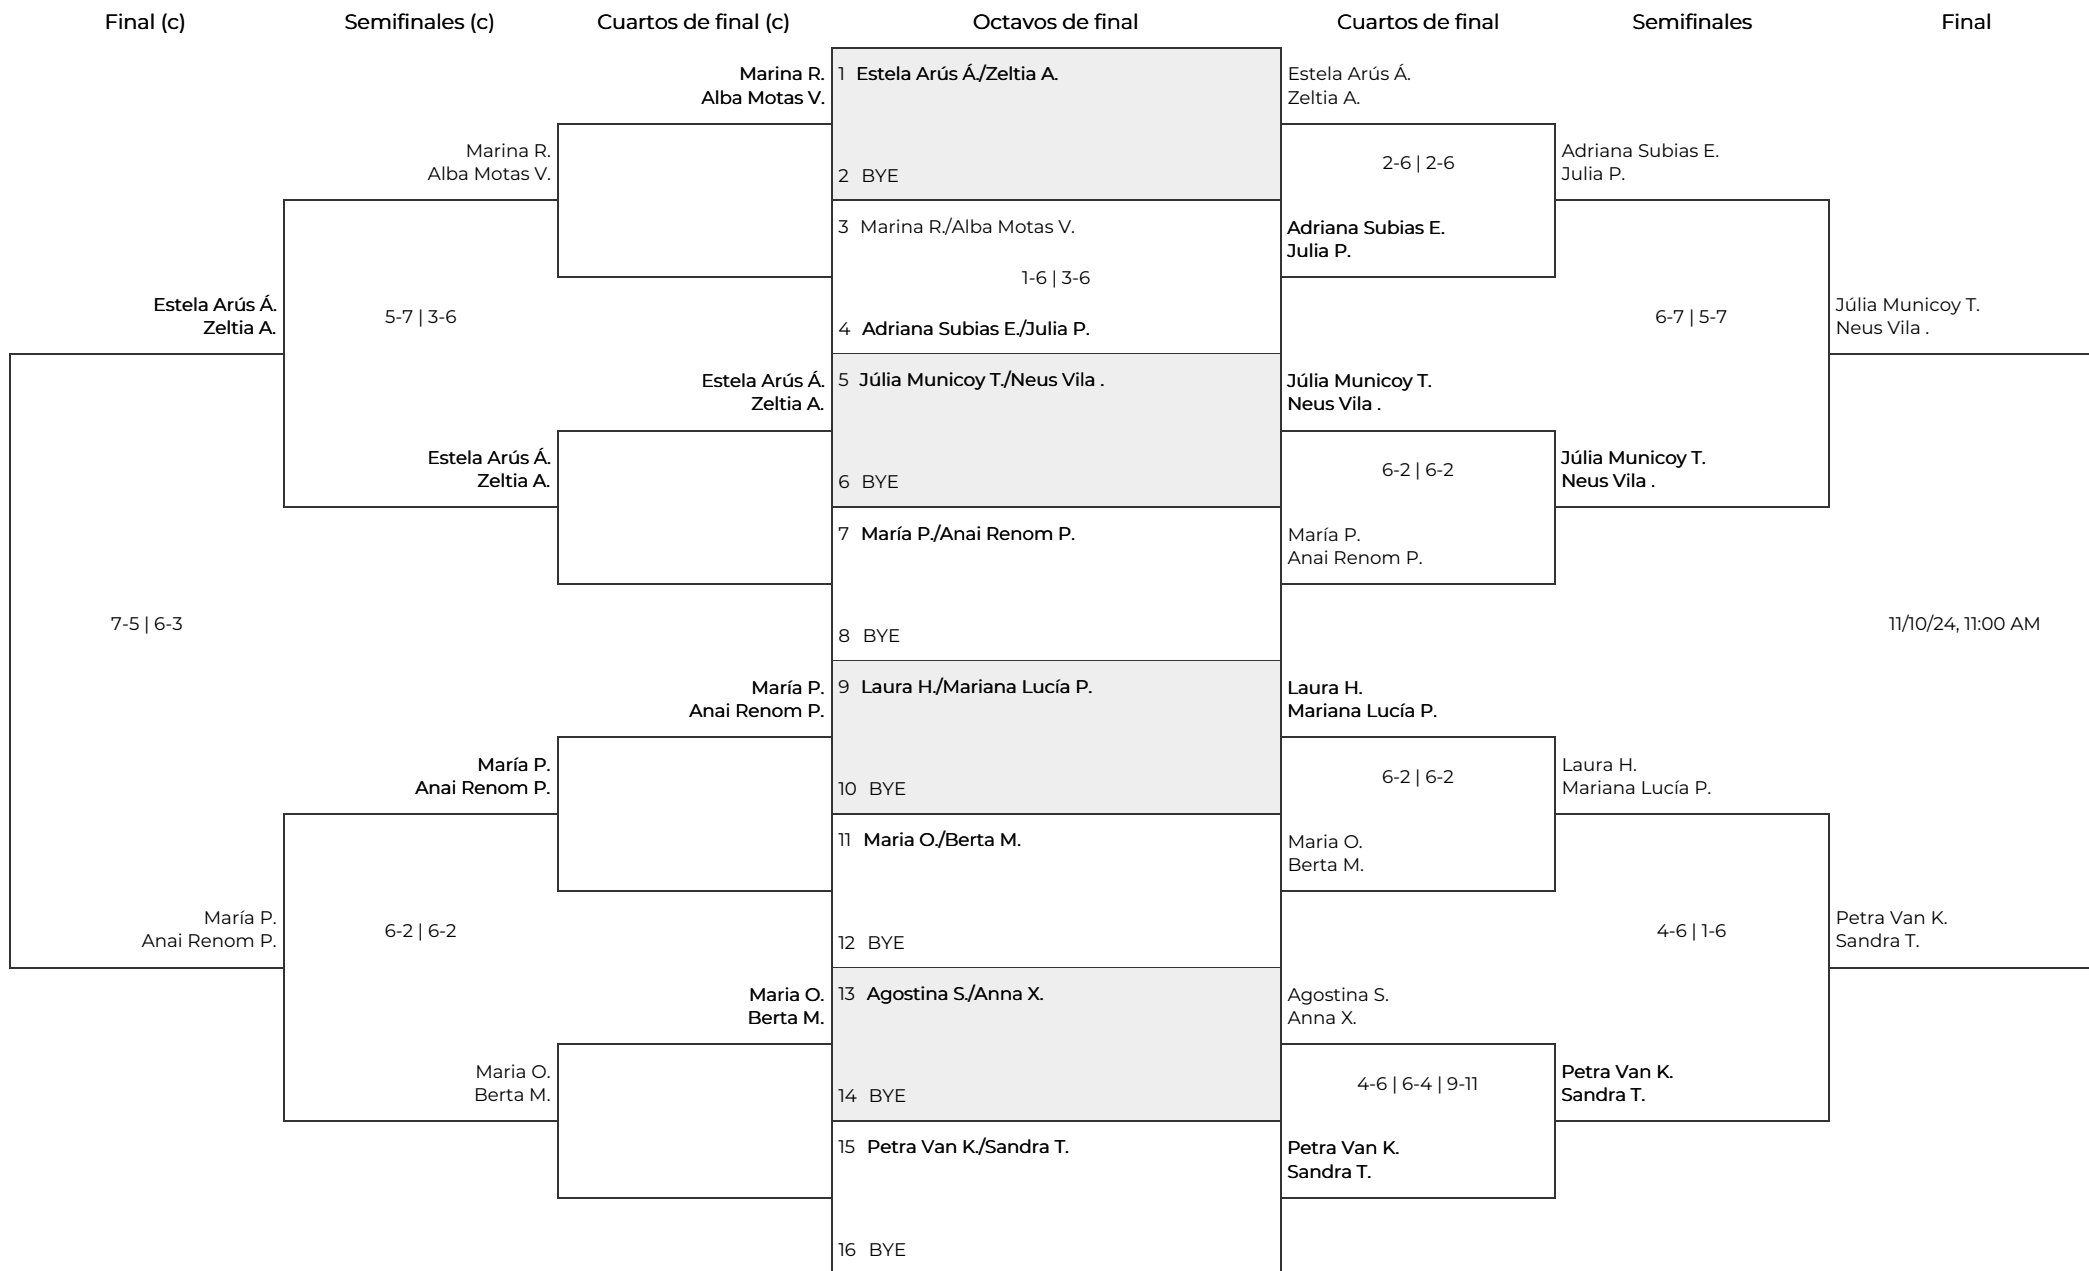 Final (c) Semifinales (c) Cuartos de final (c) Octavos de final Cuartos de final Semifinales Final
Marina R.
Alba Motas V.
Marina R.
Alba Motas V.
Estela Arús Á.
Zeltia A.
5-7 | 3-6
Estela Arús Á.
Zeltia A.
Estela Arús Á.
Zeltia A.
7-5 | 6-3
María P.
Anai Renom P.
María P.
Anai Renom P.
María P.
Anai Renom P.
6-2 | 6-2
Maria O.
Berta M.
Maria O.
Berta M.
1 Estela Arús Á./Zeltia A.
2 BYE
3 Marina R./Alba Motas V.
1-6 | 3-6
4 Adriana Subias E./Julia P.
5 Júlia Municoy T./Neus Vila .
6 BYE
7 María P./Anai Renom P.
8 BYE
9 Laura H./Mariana Lucía P.
10 BYE
11 Maria O./Berta M.
12 BYE
13 Agostina S./Anna X.
14 BYE
15 Petra Van K./Sandra T.
16 BYE
Estela Arús Á.
Zeltia A.
2-6 | 2-6
Adriana Subias E.
Julia P.
Júlia Municoy T.
Neus Vila .
6-2 | 6-2
María P.
Anai Renom P.
Laura H.
Mariana Lucía P.
6-2 | 6-2
Maria O.
Berta M.
Agostina S.
Anna X.
4-6 | 6-4 | 9-11
Petra Van K.
Sandra T.
Adriana Subias E.
Julia P.
6-7 | 5-7
Júlia Municoy T.
Neus Vila .
Laura H.
Mariana Lucía P.
4-6 | 1-6
Petra Van K.
Sandra T.
Júlia Municoy T.
Neus Vila .
11/10/24, 11:00 AM
Petra Van K.
Sandra T.